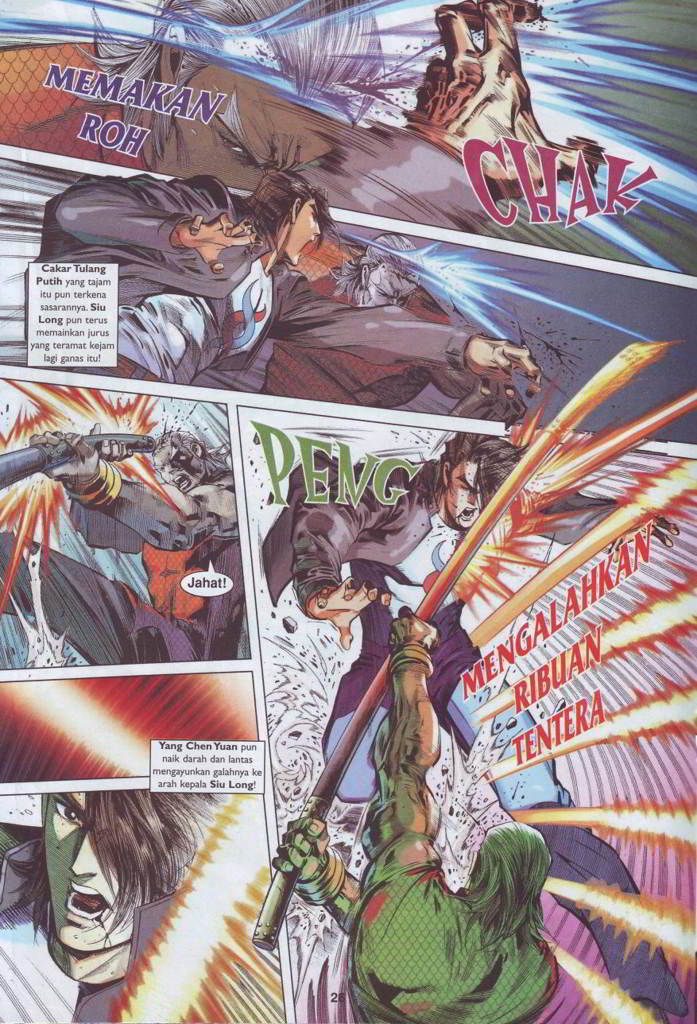 MEMAKAN
ROH
CHAK
Cakar Tulang
Putih yang tajam
itu pun terkena
sasarannya. Siu
Long pun terus
memainkan jurus
yang teramat kejam
lagi ganas itu!
Jahat!
PENG
MENGALAHKAN
RIBUAN
TENTERA
Yang Chen Yuan pun
naik darah dan lantas
mengayunkan galahnya ke
arah kepala Siu Long!
26